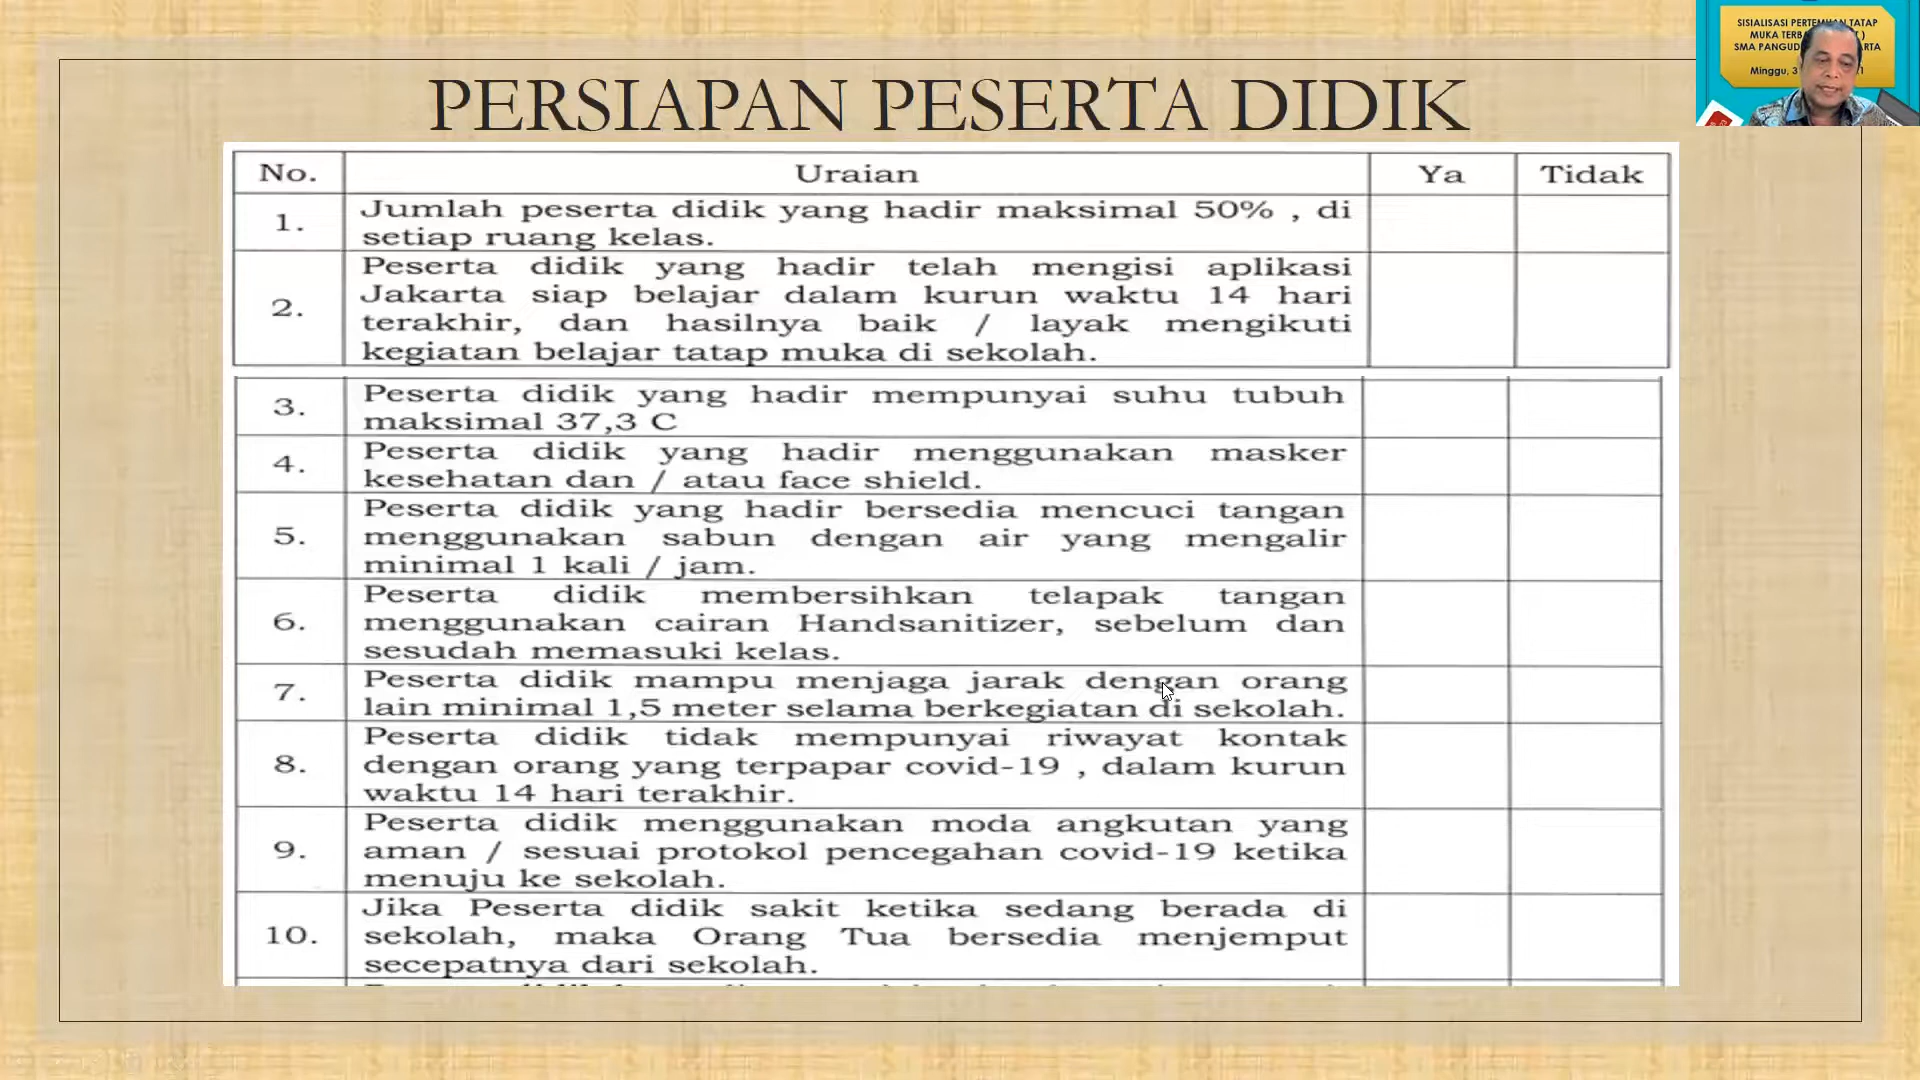 PERSIAPAN PESERTA DIDIK
SISIALISASI PERTEMUAN TATAP
MUKA
SMA
Minggu, 3
No. Uraian Ya Tidak
1. Jumlah peserta didik yang hadir maksimal 50% , di
setiap ruang kelas.
2. Peserta didik yang hadir telah mengisi aplikasi
Jakarta siap belajar dalam kurun waktu 14 hari
terakhir, dan hasilnya baik / layak mengikuti
kegiatan belajar tatap muka di sekolah.
3. Peserta didik yang hadir mempunyai suhu tubuh
maksimal 37,3 C
4. Peserta didik yang hadir menggunakan masker
kesehatan dan / atau face shield.
5. Peserta didik yang hadir bersedia mencuci tangan
menggunakan sabun dengan air yang mengalir
minimal 1 kali / jam.
6. Peserta didik membersihkan telapak tangan
menggunakan cairan Handsanitizer, sebelum dan
sesudah memasuki kelas.
7. Peserta didik mampu menjaga jarak dengan orang
lain minimal 1,5 meter selama berkegiatan di sekolah.
8. Peserta didik tidak mempunyai riwayat kontak
dengan orang yang terpapar covid-19 , dalam kurun
waktu 14 hari terakhir.
9. Peserta didik menggunakan moda angkutan yang
aman / sesuai protokol pencegahan covid-19 ketika
menuju ke sekolah.
10. Jika Peserta didik sakit ketika sedang berada di
sekolah, maka Orang Tua bersedia menjemput
secepatnya dari sekolah.